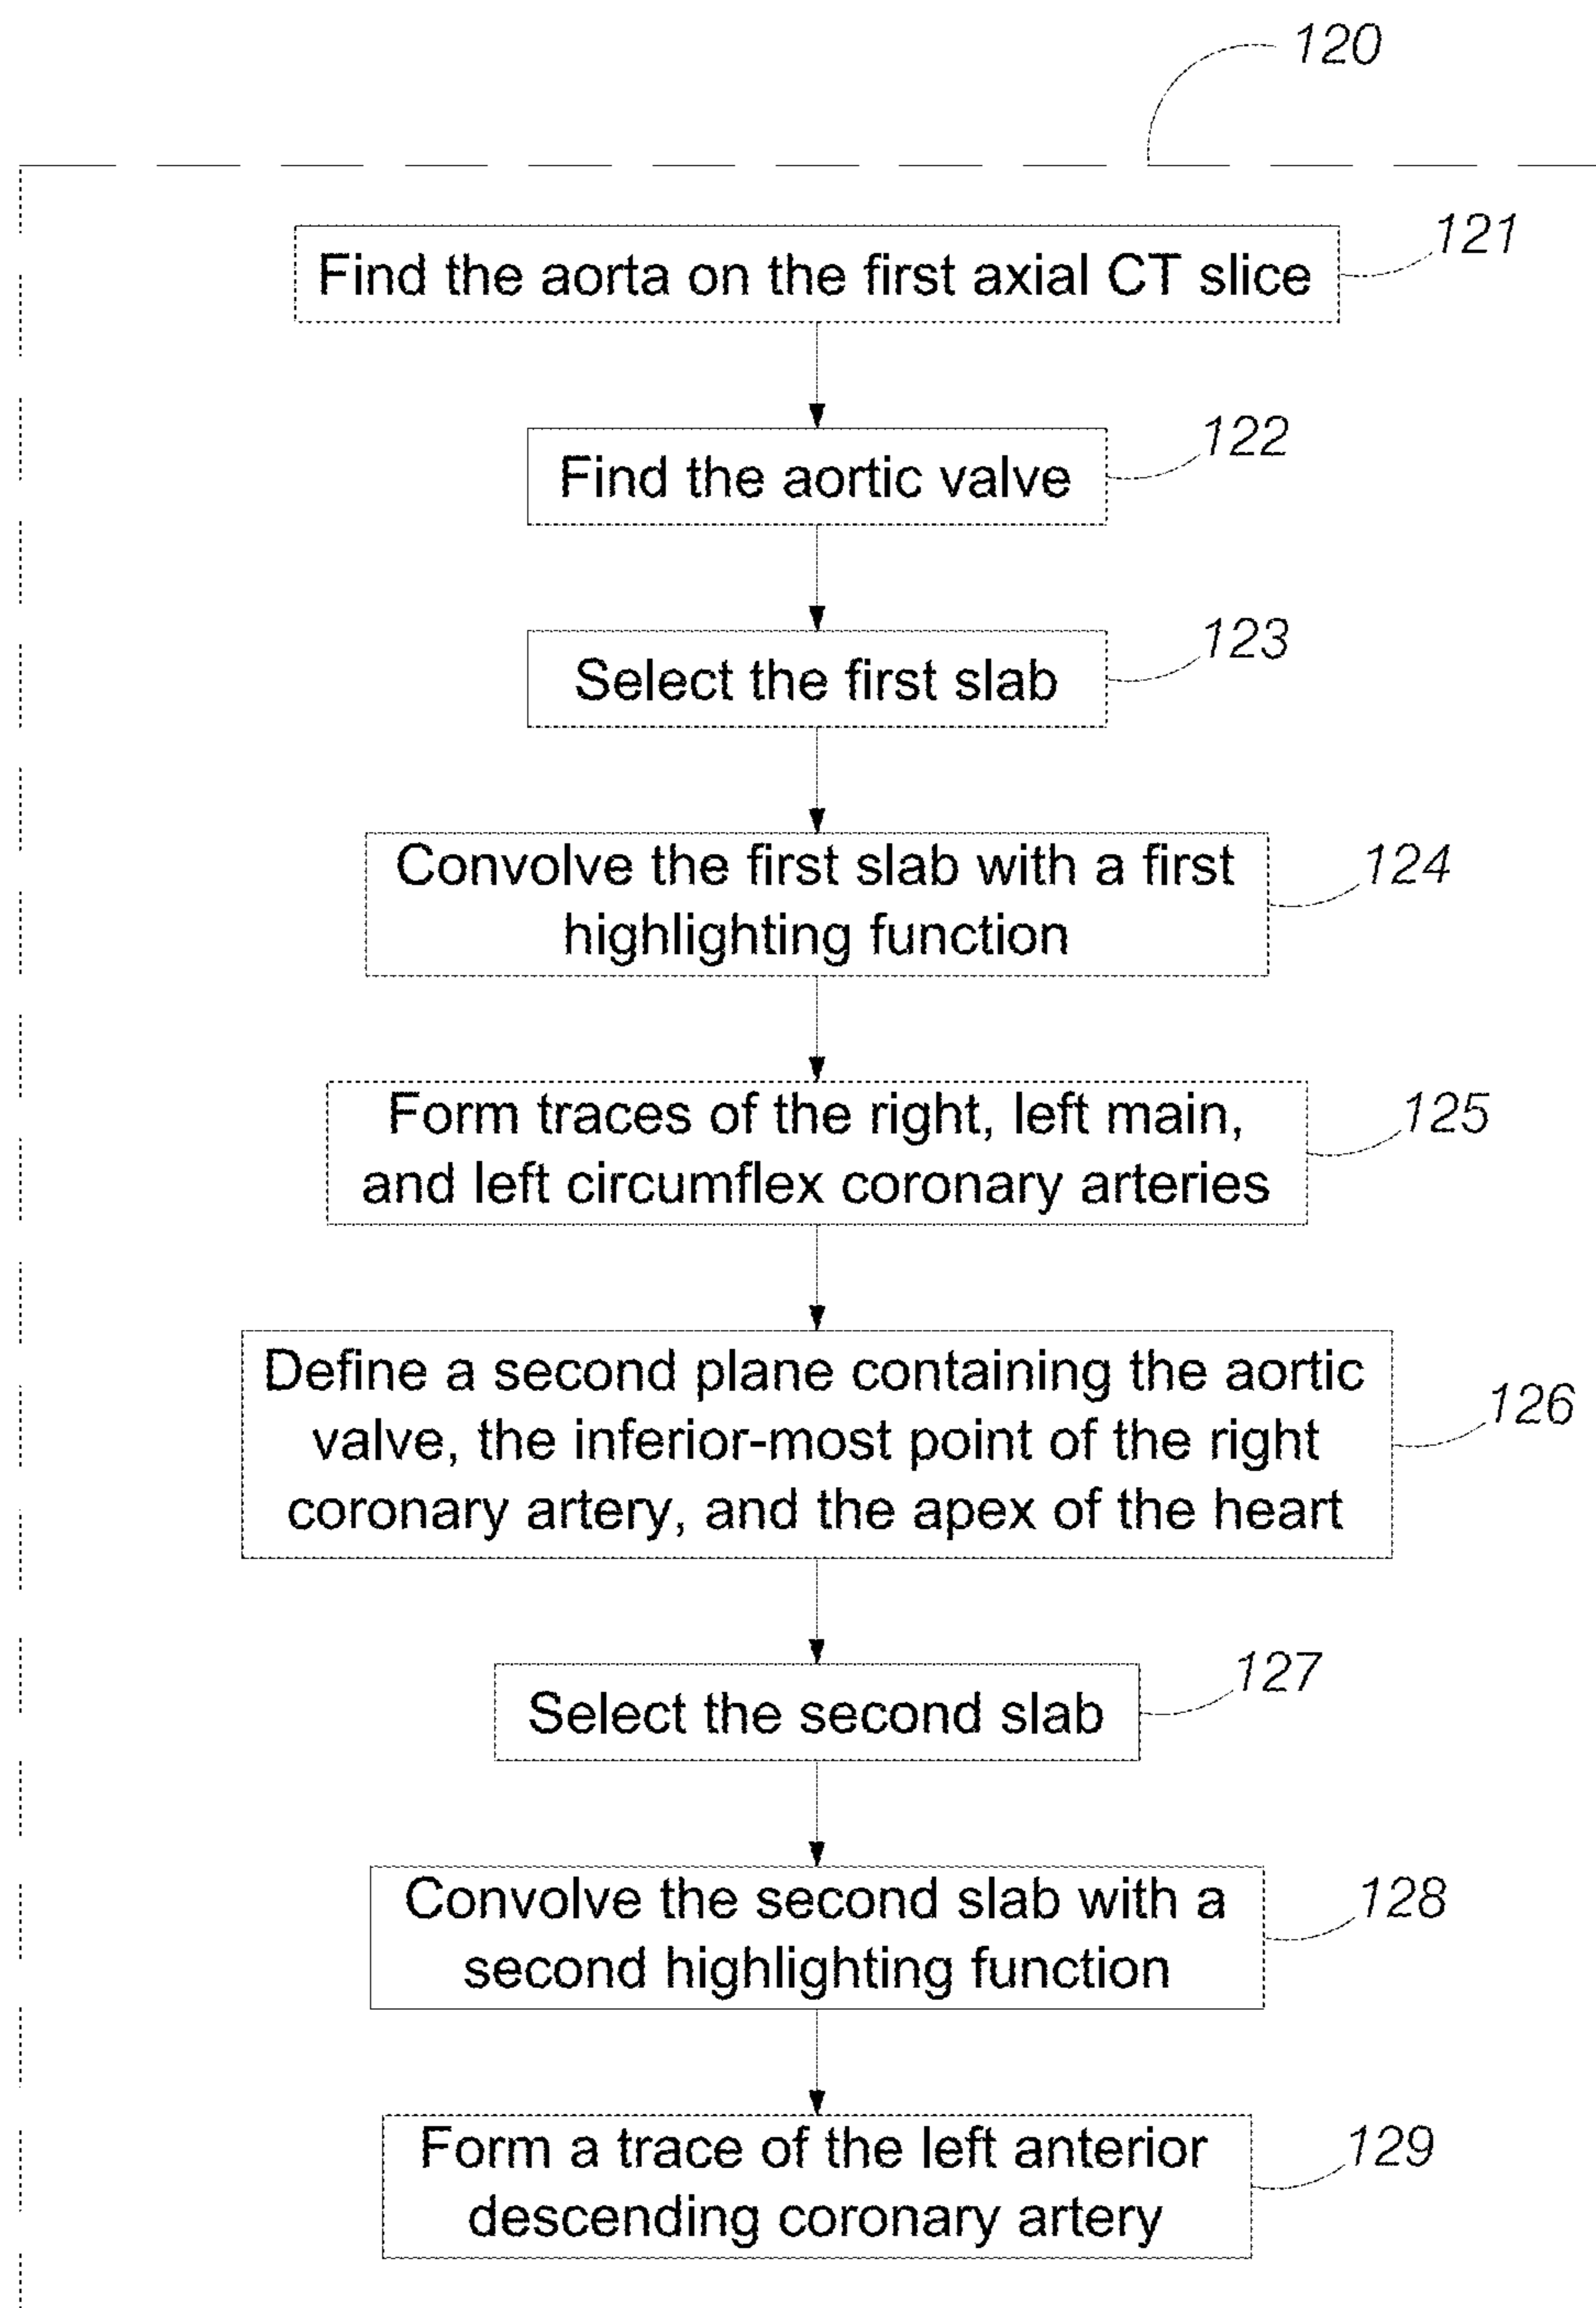 120
Find the aorta on the first axial CT slice
121
Find the aortic valve
122
Select the first slab
123
Convolve the first slab with a first
highlighting function
124
Form traces of the right, left main,
and left circumflex coronary arteries
125
Define a second plane containing the aortic
valve, the inferior-most point of the right
coronary artery, and the apex of the heart
126
Select the second slab
127
Convolve the second slab with a
second highlighting function
128
Form a trace of the left anterior
descending coronary artery
129